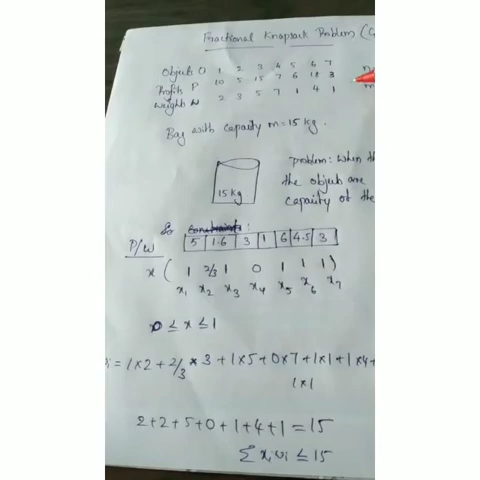 Fractional Knapsack Problem (G
Objects O 1 2 3 4 5 6 7
Profits P 10 5 15 7 6 18 3
Weights W 2 3 5 7 1 4 1
Bag with capacity m=15 kg.
15 kg
problem: when th
the objects are
capacity of the
constraints:
P/W 5 1.6 3 1 6 4.5 3
x ( 1 2/3 1 0 1 1 1 )
x₁ x₂ x₃ x₄ x₅ x₆ x₇
0 ≤ x ≤ 1
i = 1×2 + 2/3 * 3 + 1×5 + 0×7 + 1×1 + 1×4 +
1×1
2+2+5+0+1+4+1 = 15
∑ xᵢwᵢ ≤ 15